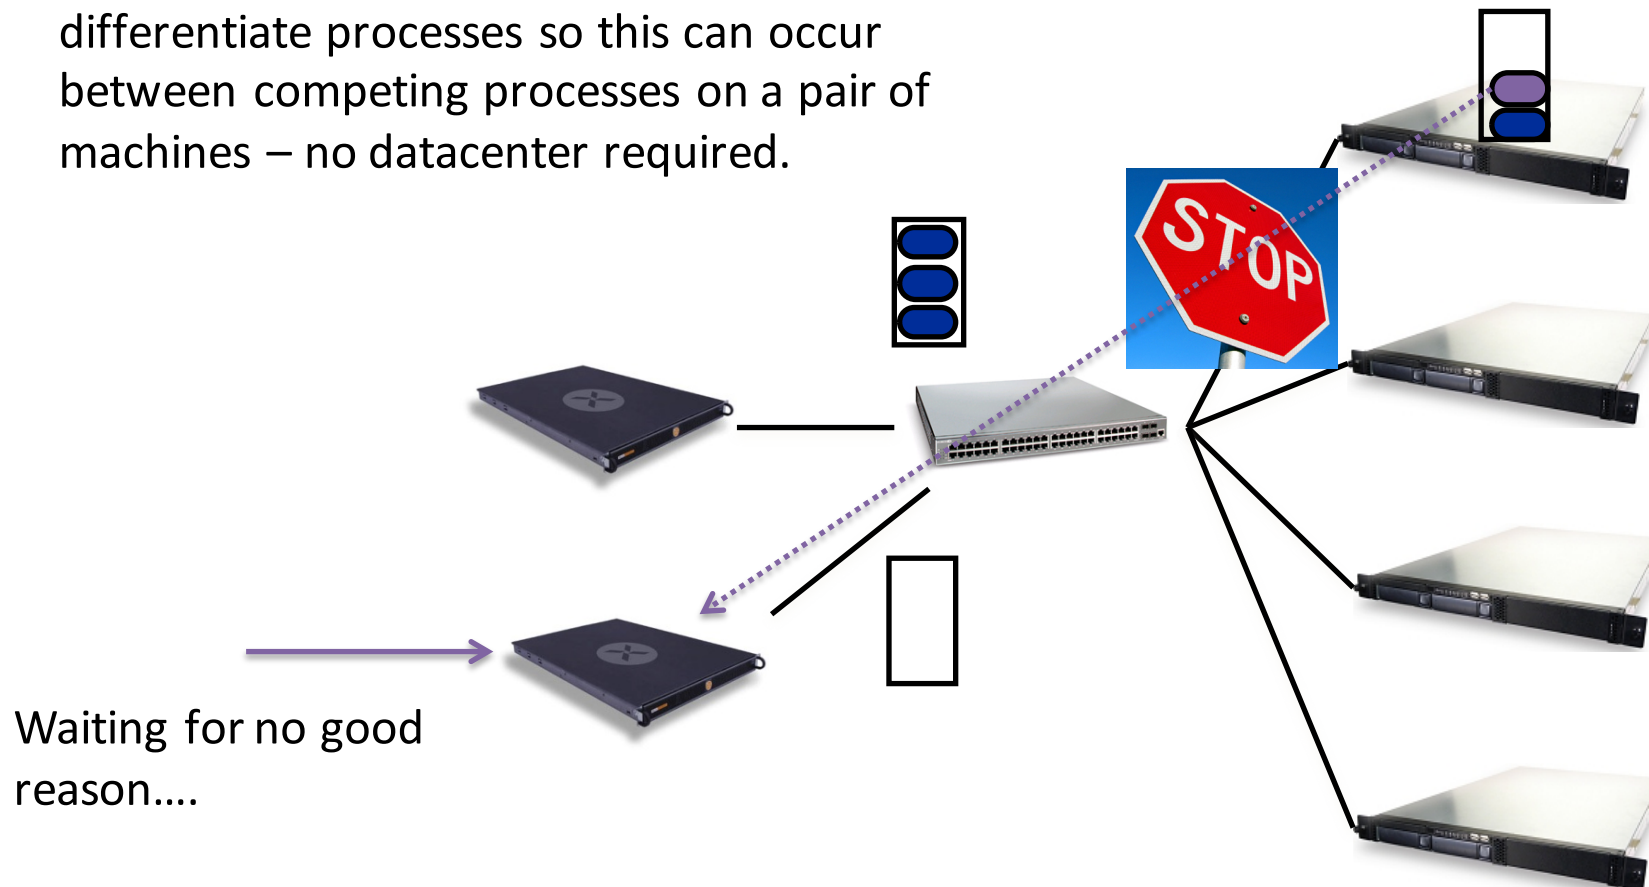 differentiate processes so this can occur
between competing processes on a pair of
machines – no datacenter required.
STOP
Waiting for no good
reason....